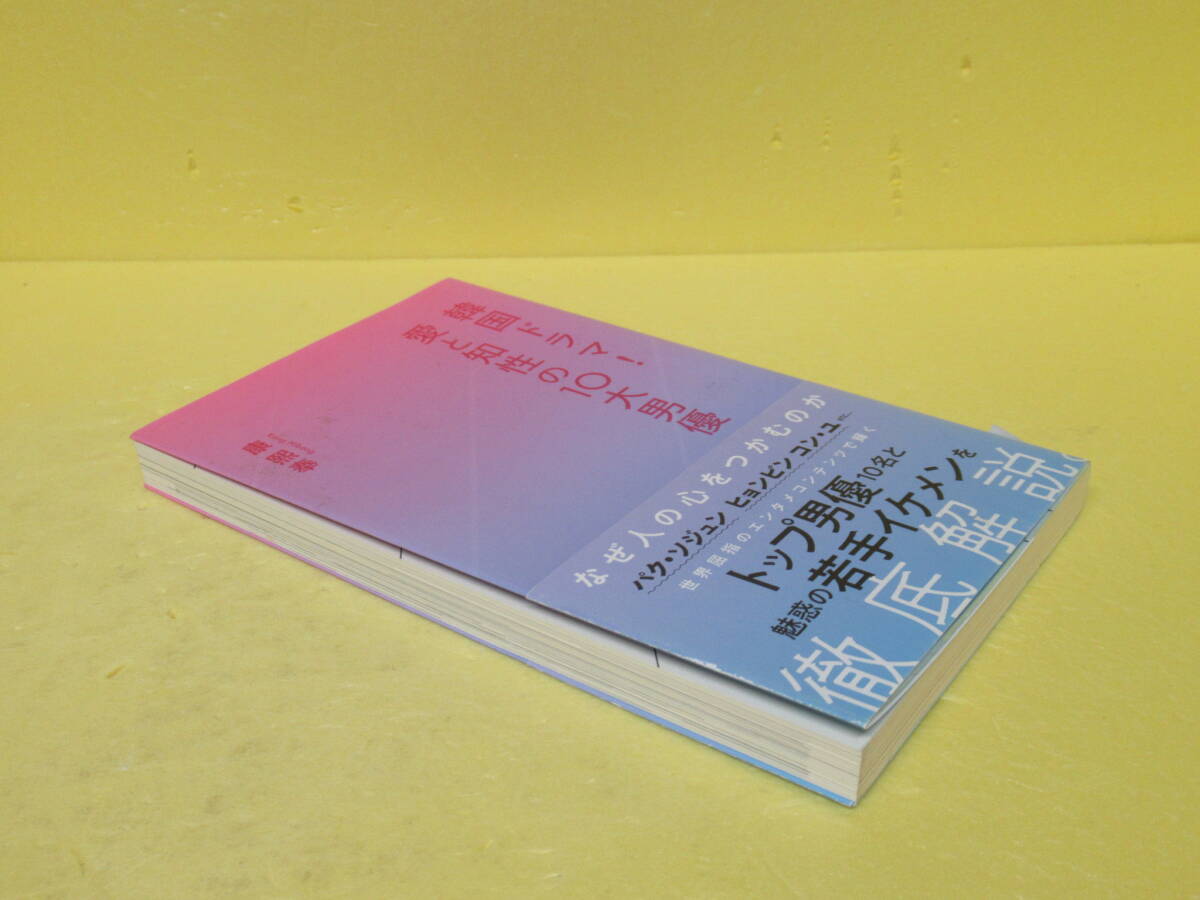 韓国ドラマ！
愛と知性の10大男優
康熙奉
なぜ人の心をつかむのか
パク・ソジュン ヒョンビン コン・ユ etc...
世界屈指のエンタメコンテンツで輝く
トップ男優10名と
魅惑の若手イケメンを
徹底解説